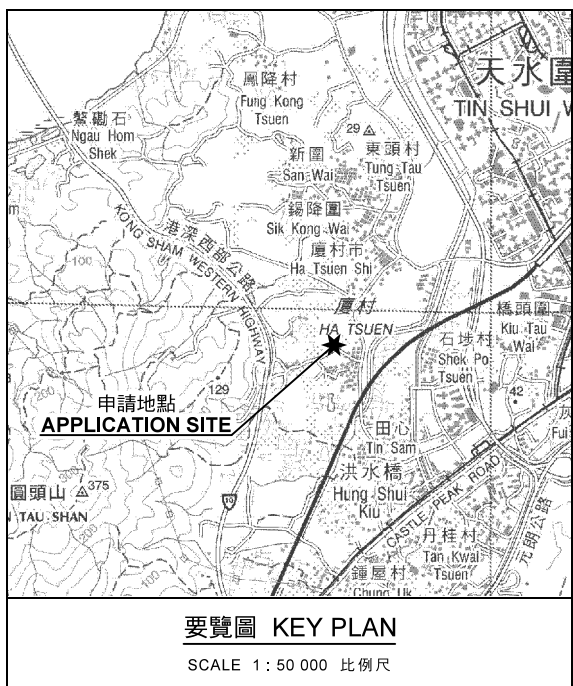 鳳降村
Fung Kong
Tsuen
天水圍
TIN SHUI W
鰲磡石
Ngau Hom
Shek
29
東頭村
Tung Tau
Tsuen
新圍
San Wai
錫降圍
Sik Kong Wai
廈村市
Ha Tsuen Shi
港深西部公路
KONG SHAM WESTERN HIGHWAY
100
廈村
HA TSUEN
橋頭圍
Kiu Tau
Wai
石埗村
Shek Po
Tsuen
200
129
申請地點
APPLICATION SITE
42
灰
Fui
田心
Tin Sam
洪水橋
Hung Shui
Kiu
CASTLE PEAK ROAD
圓頭山
375
N TAU SHAN
10
元朗公路
丹桂村
Tan Kwai
Tsuen
200
100
鍾屋村
Chung Uk
要覽圖 KEY PLAN
SCALE 1 : 50 000 比例尺